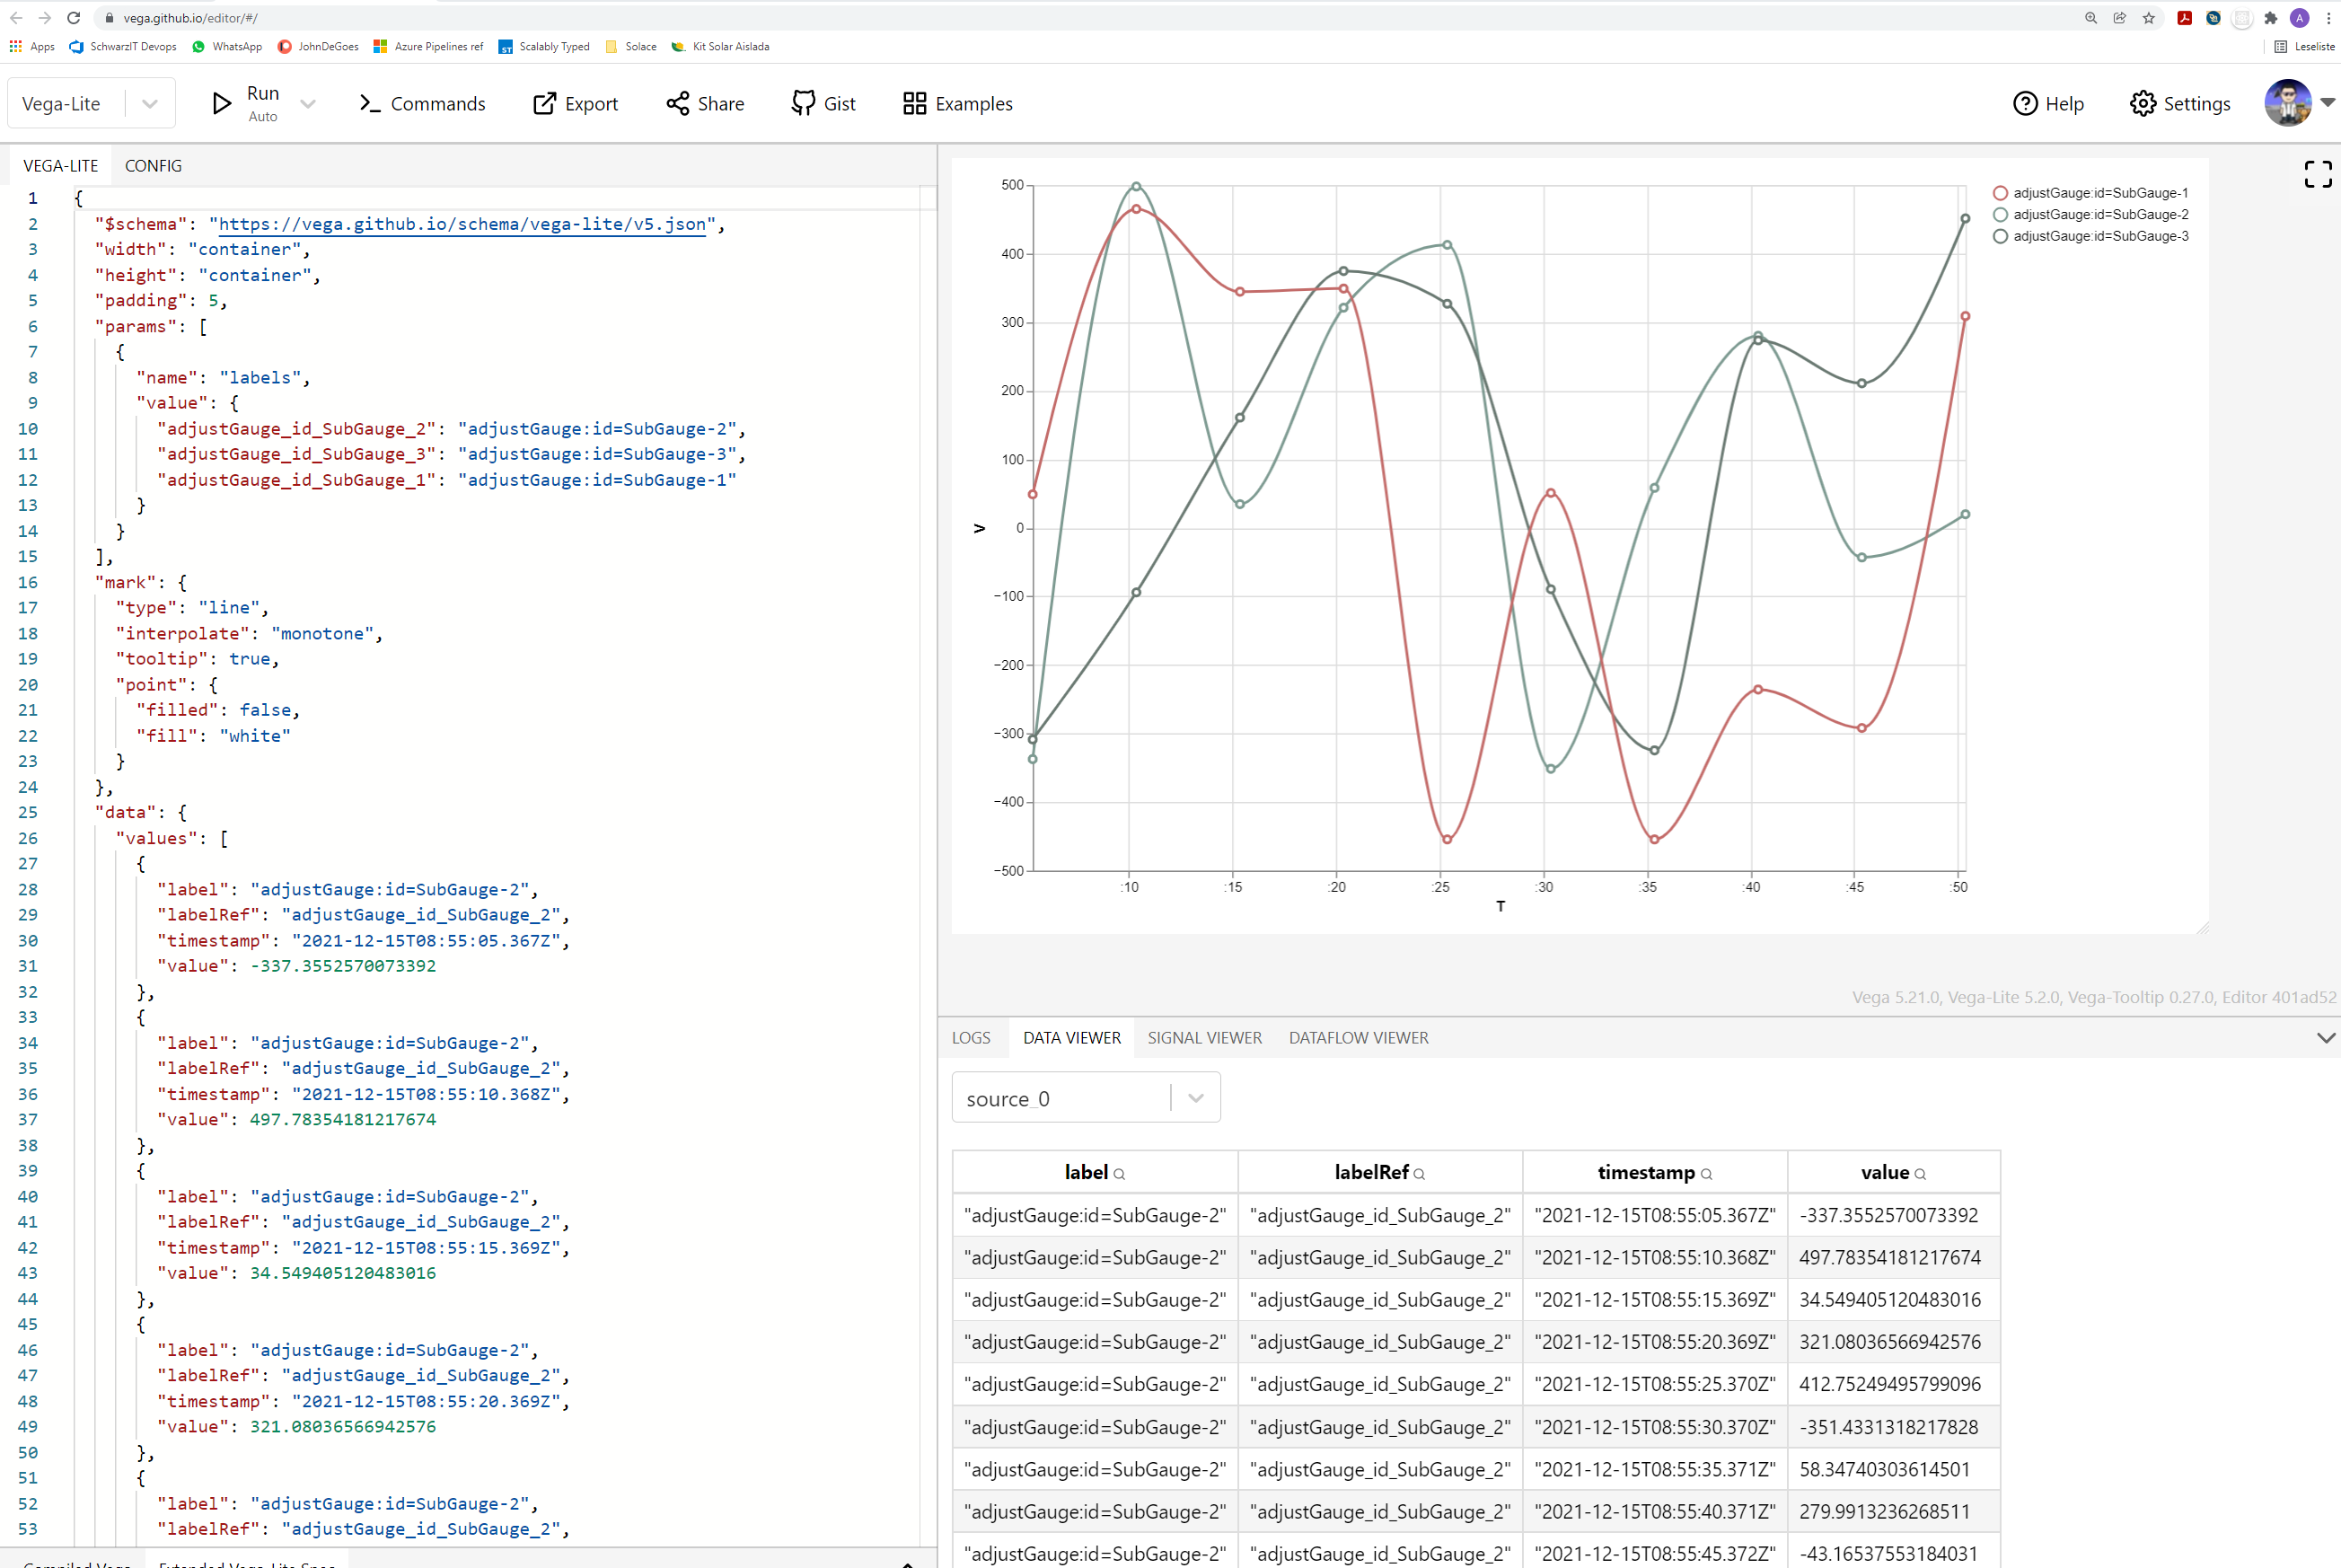 vega.github.io/editor/#/
Apps SchwarzIT Devops WhatsApp JohnDeGoes Azure Pipelines ref Scalably Typed Solace Kit Solar Aislada Leseliste
Vega-Lite Run Auto Commands Export Share Gist Examples Help Settings
VEGA-LITE CONFIG
1 {
2 "$schema": "https://vega.github.io/schema/vega-lite/v5.json",
3 "width": "container",
4 "height": "container",
5 "padding": 5,
6 "params": [
7 {
8 "name": "labels",
9 "value": {
10 "adjustGauge_id_SubGauge_2": "adjustGauge:id=SubGauge-2",
11 "adjustGauge_id_SubGauge_3": "adjustGauge:id=SubGauge-3",
12 "adjustGauge_id_SubGauge_1": "adjustGauge:id=SubGauge-1"
13 }
14 }
15 ],
16 "mark": {
17 "type": "line",
18 "interpolate": "monotone",
19 "tooltip": true,
20 "point": {
21 "filled": false,
22 "fill": "white"
23 }
24 },
25 "data": {
26 "values": [
27 {
28 "label": "adjustGauge:id=SubGauge-2",
29 "labelRef": "adjustGauge_id_SubGauge_2",
30 "timestamp": "2021-12-15T08:55:05.367Z",
31 "value": -337.3552570073392
32 },
33 {
34 "label": "adjustGauge:id=SubGauge-2",
35 "labelRef": "adjustGauge_id_SubGauge_2",
36 "timestamp": "2021-12-15T08:55:10.368Z",
37 "value": 497.78354181217674
38 },
39 {
40 "label": "adjustGauge:id=SubGauge-2",
41 "labelRef": "adjustGauge_id_SubGauge_2",
42 "timestamp": "2021-12-15T08:55:15.369Z",
43 "value": 34.549405120483016
44 },
45 {
46 "label": "adjustGauge:id=SubGauge-2",
47 "labelRef": "adjustGauge_id_SubGauge_2",
48 "timestamp": "2021-12-15T08:55:20.369Z",
49 "value": 321.08036566942576
50 },
51 {
52 "label": "adjustGauge:id=SubGauge-2",
53 "labelRef": "adjustGauge_id_SubGauge_2",
Compiled Vega Extended Vega-Lite Spec
500
400
300
200
100
0
−100
−200
−300
−400
−500
V
:10 :15 :20 :25 :30 :35 :40 :45 :50
T
adjustGauge:id=SubGauge-1
adjustGauge:id=SubGauge-2
adjustGauge:id=SubGauge-3
Vega 5.21.0, Vega-Lite 5.2.0, Vega-Tooltip 0.27.0, Editor 401ad52
LOGS DATA VIEWER SIGNAL VIEWER DATAFLOW VIEWER
source_0
label labelRef timestamp value
"adjustGauge:id=SubGauge-2" "adjustGauge_id_SubGauge_2" "2021-12-15T08:55:05.367Z" -337.3552570073392
"adjustGauge:id=SubGauge-2" "adjustGauge_id_SubGauge_2" "2021-12-15T08:55:10.368Z" 497.78354181217674
"adjustGauge:id=SubGauge-2" "adjustGauge_id_SubGauge_2" "2021-12-15T08:55:15.369Z" 34.549405120483016
"adjustGauge:id=SubGauge-2" "adjustGauge_id_SubGauge_2" "2021-12-15T08:55:20.369Z" 321.08036566942576
"adjustGauge:id=SubGauge-2" "adjustGauge_id_SubGauge_2" "2021-12-15T08:55:25.370Z" 412.75249495799096
"adjustGauge:id=SubGauge-2" "adjustGauge_id_SubGauge_2" "2021-12-15T08:55:30.370Z" -351.4331318217828
"adjustGauge:id=SubGauge-2" "adjustGauge_id_SubGauge_2" "2021-12-15T08:55:35.371Z" 58.34740303614501
"adjustGauge:id=SubGauge-2" "adjustGauge_id_SubGauge_2" "2021-12-15T08:55:40.371Z" 279.9913236268511
"adjustGauge:id=SubGauge-2" "adjustGauge_id_SubGauge_2" "2021-12-15T08:55:45.372Z" -43.16537553184031